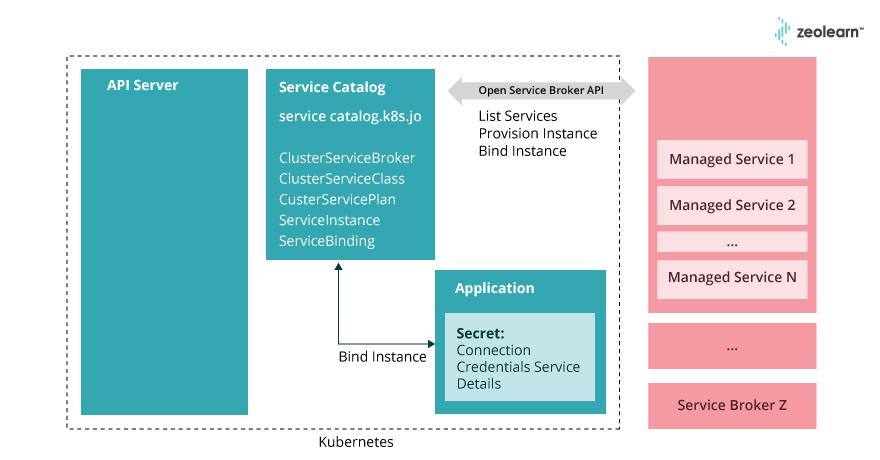 zeolearn™
API Server
Service Catalog
service catalog.k8s.jo
ClusterServiceBroker
ClusterServiceClass
CusterServicePlan
ServiceInstance
ServiceBinding
Open Service Broker API
List Services
Provision Instance
Bind Instance
Managed Service 1
Managed Service 2
...
Managed Service N
...
Service Broker Z
Application
Secret:
Connection
Credentials Service
Details
Bind Instance
Kubernetes